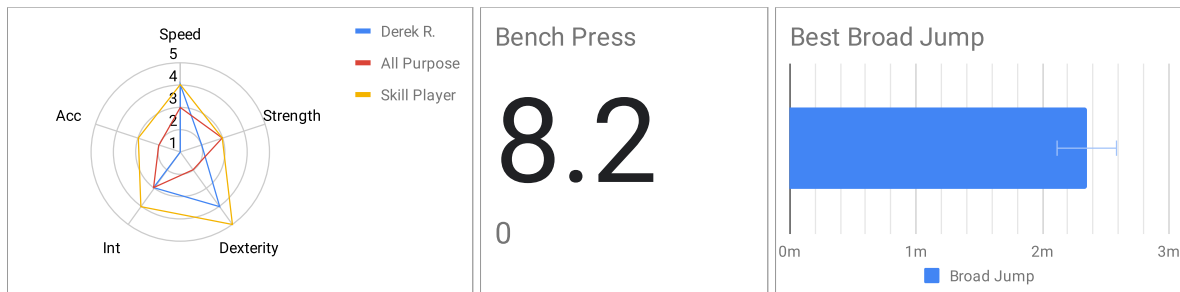 Speed
5
4
3
2
1
Acc
Strength
Int
Dexterity
Derek R.
All Purpose
Skill Player
Bench Press
8.2
0
Best Broad Jump
0m 1m 2m 3m
Broad Jump